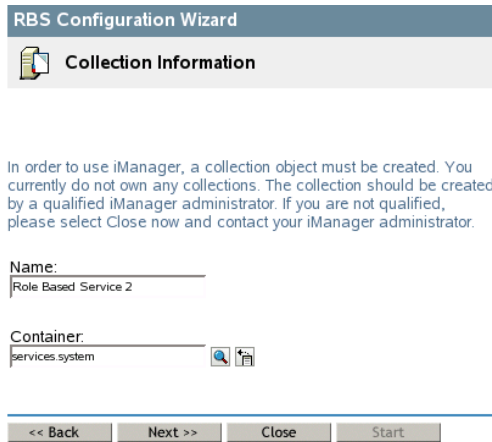 RBS Configuration Wizard
Collection Information
In order to use iManager, a collection object must be created. You
currently do not own any collections. The collection should be created
by a qualified iManager administrator. If you are not qualified,
please select Close now and contact your iManager administrator.
Name:
Role Based Service 2
Container:
services.system
<< Back
Next >>
Close
Start